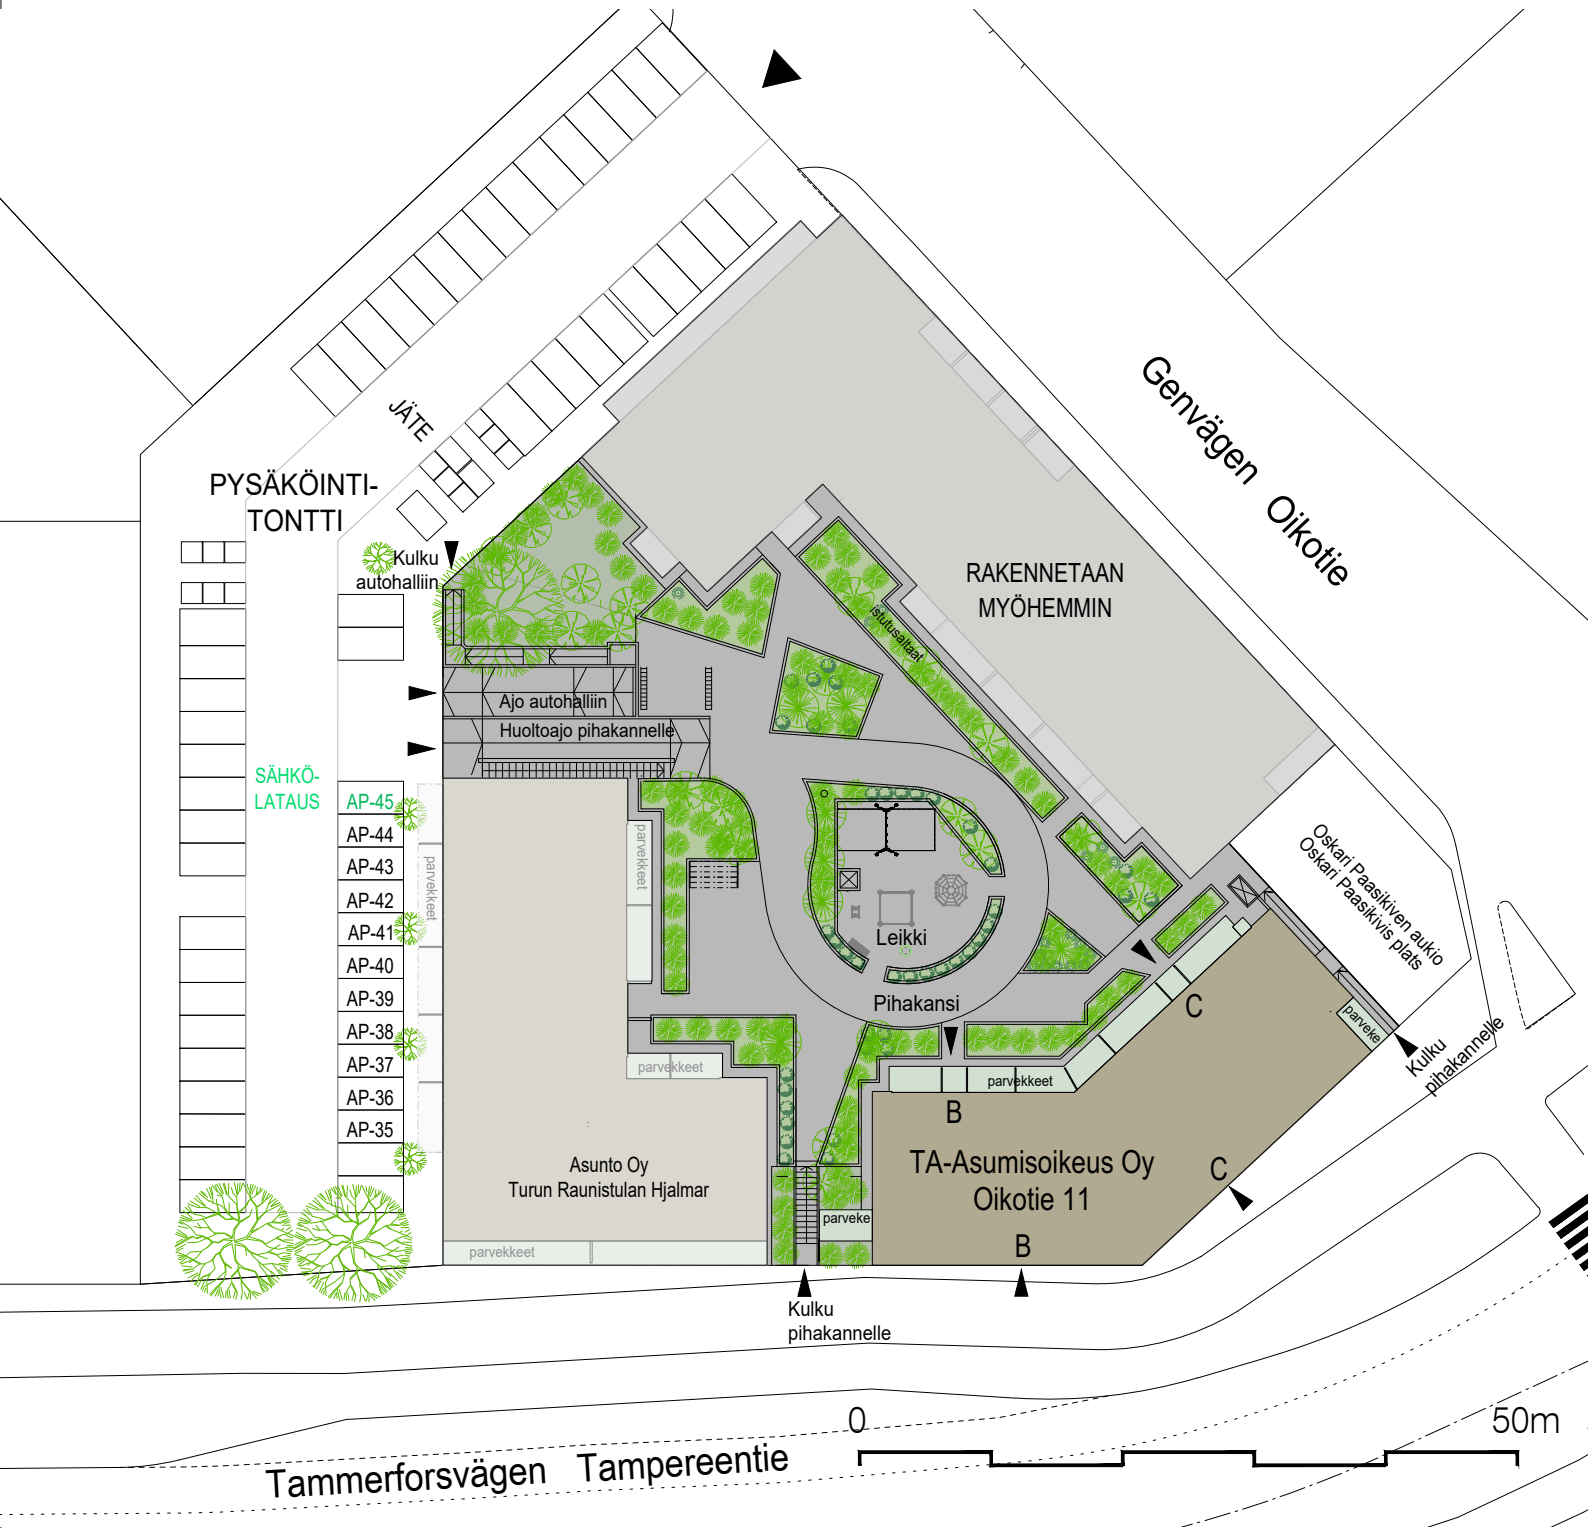 Genvägen Oikotie
JÄTE
PYSÄKÖINTI-
TONTTI
Kulku
autohalliin
RAKENNETAAN
MYÖHEMMIN
istutusaltaat
Ajo autohalliin
Huoltoajo pihakannelle
SÄHKÖ-
LATAUS
AP-45
AP-44
AP-43
AP-42
AP-41
AP-40
AP-39
AP-38
AP-37
AP-36
AP-35
parvekkeet
parvekkeet
Oskari Paasikiven aukio
Oskari Paasikivis plats
Leikki
Pihakansi
C
parveke
Kulku
pihakannelle
parvekkeet
parvekkeet
B
TA-Asumisoikeus Oy
Oikotie 11
C
Asunto Oy
Turun Raunistulan Hjalmar
parveke
B
parvekkeet
Kulku
pihakannelle
0
50m
Tammerforsvägen Tampereentie